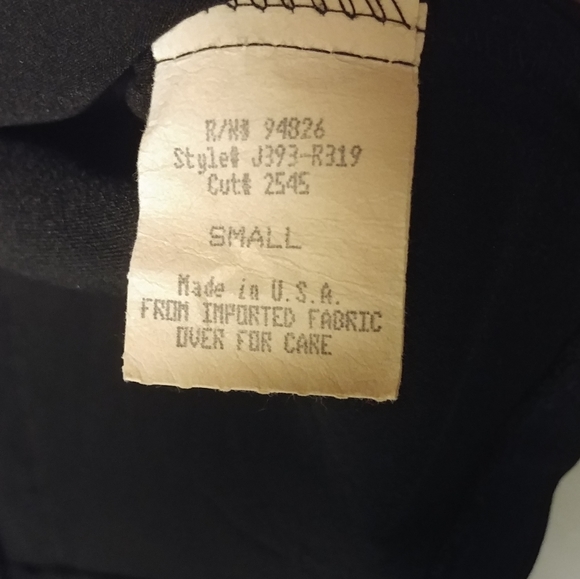 R/N# 94826
Style# J393-R319
Cut# 2545
SMALL
Made in U.S.A.
FROM IMPORTED FABRIC
OVER FOR CARE